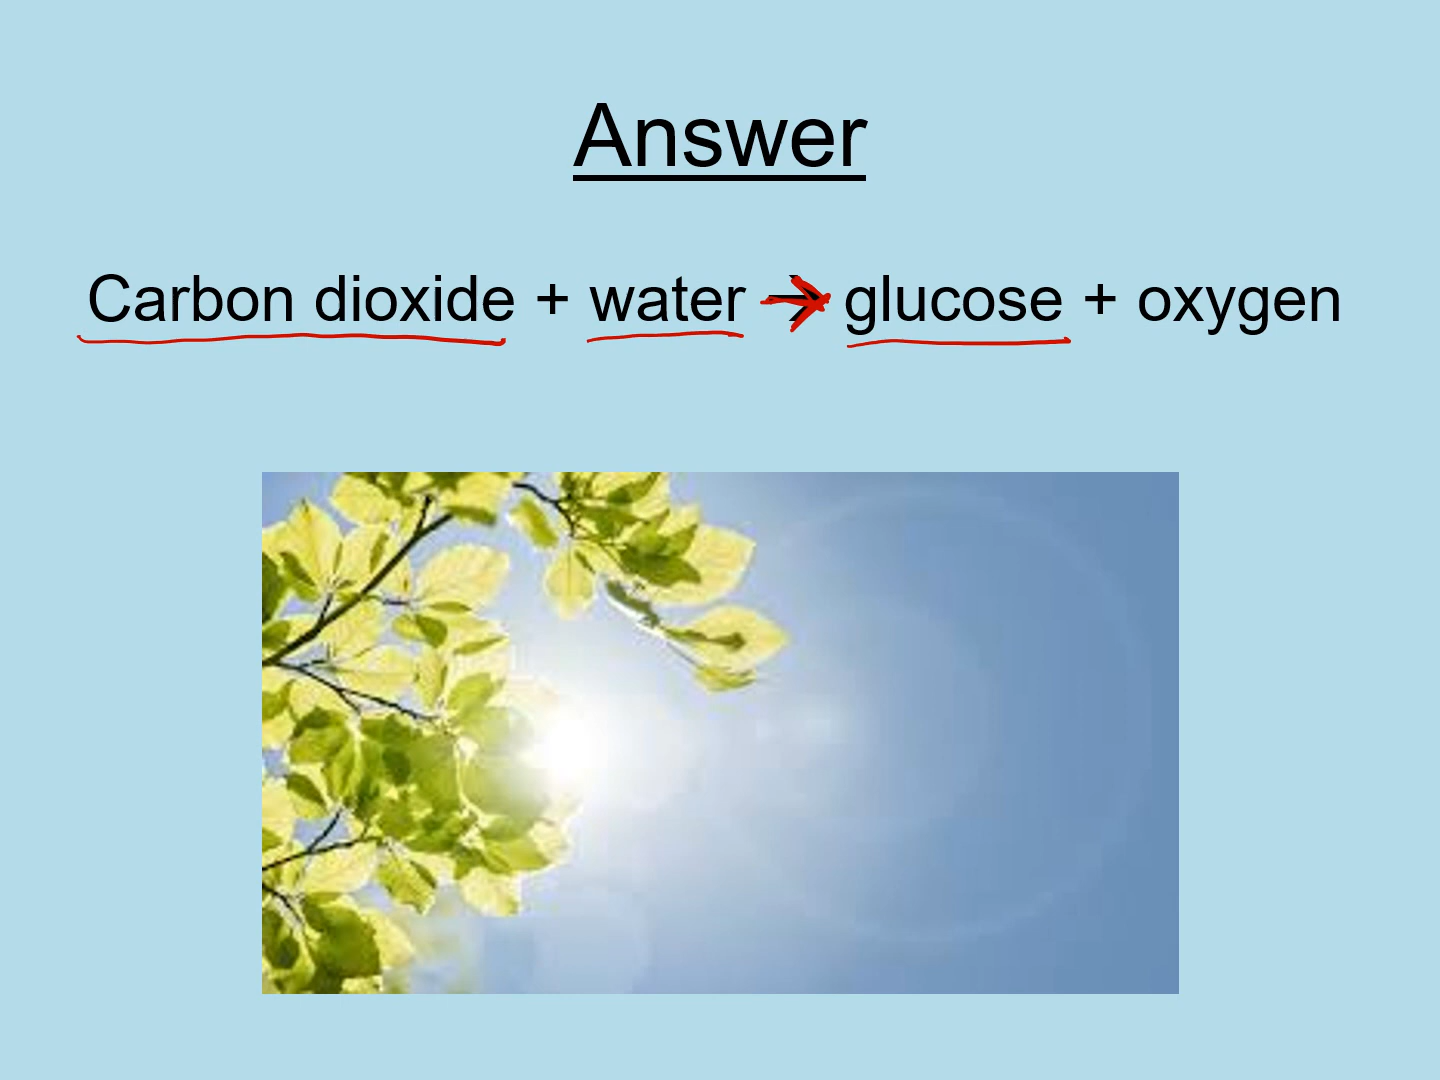 Answer
Carbon dioxide + water → glucose + oxygen